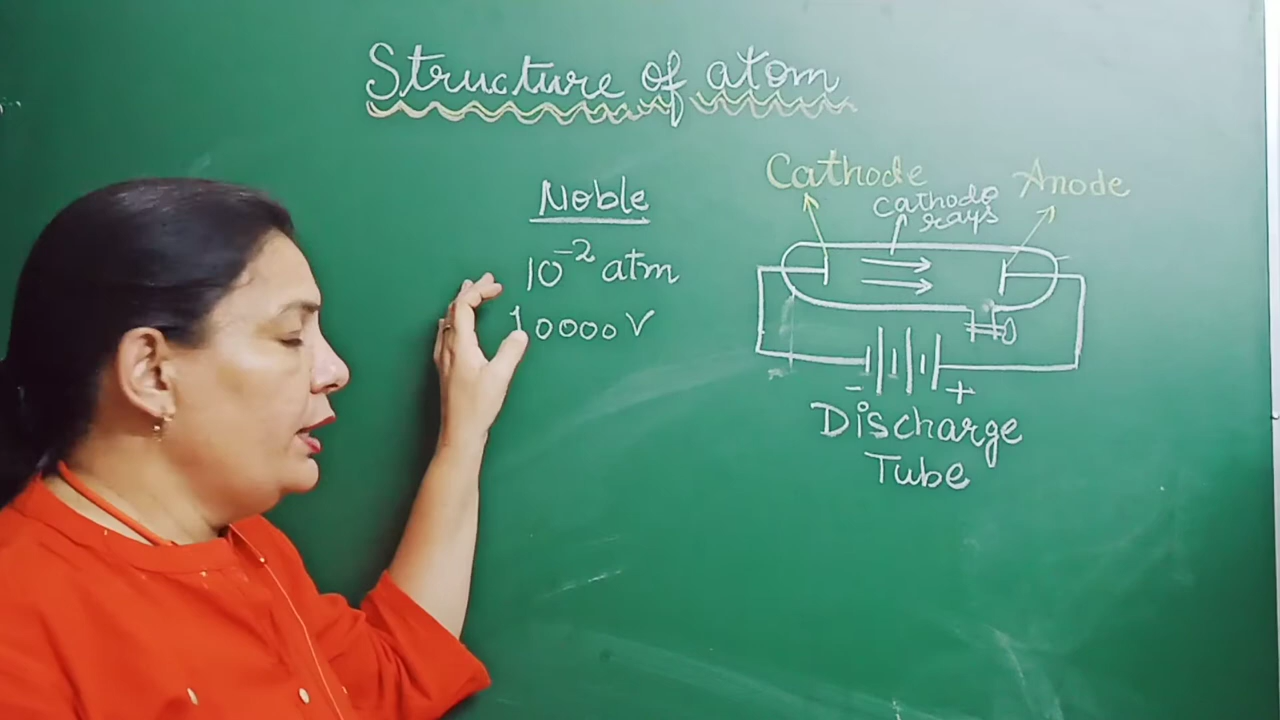 Structure of atom
Noble
10⁻² atm
10000 V
Cathode
Cathode rays
Anode
- +
Discharge
Tube